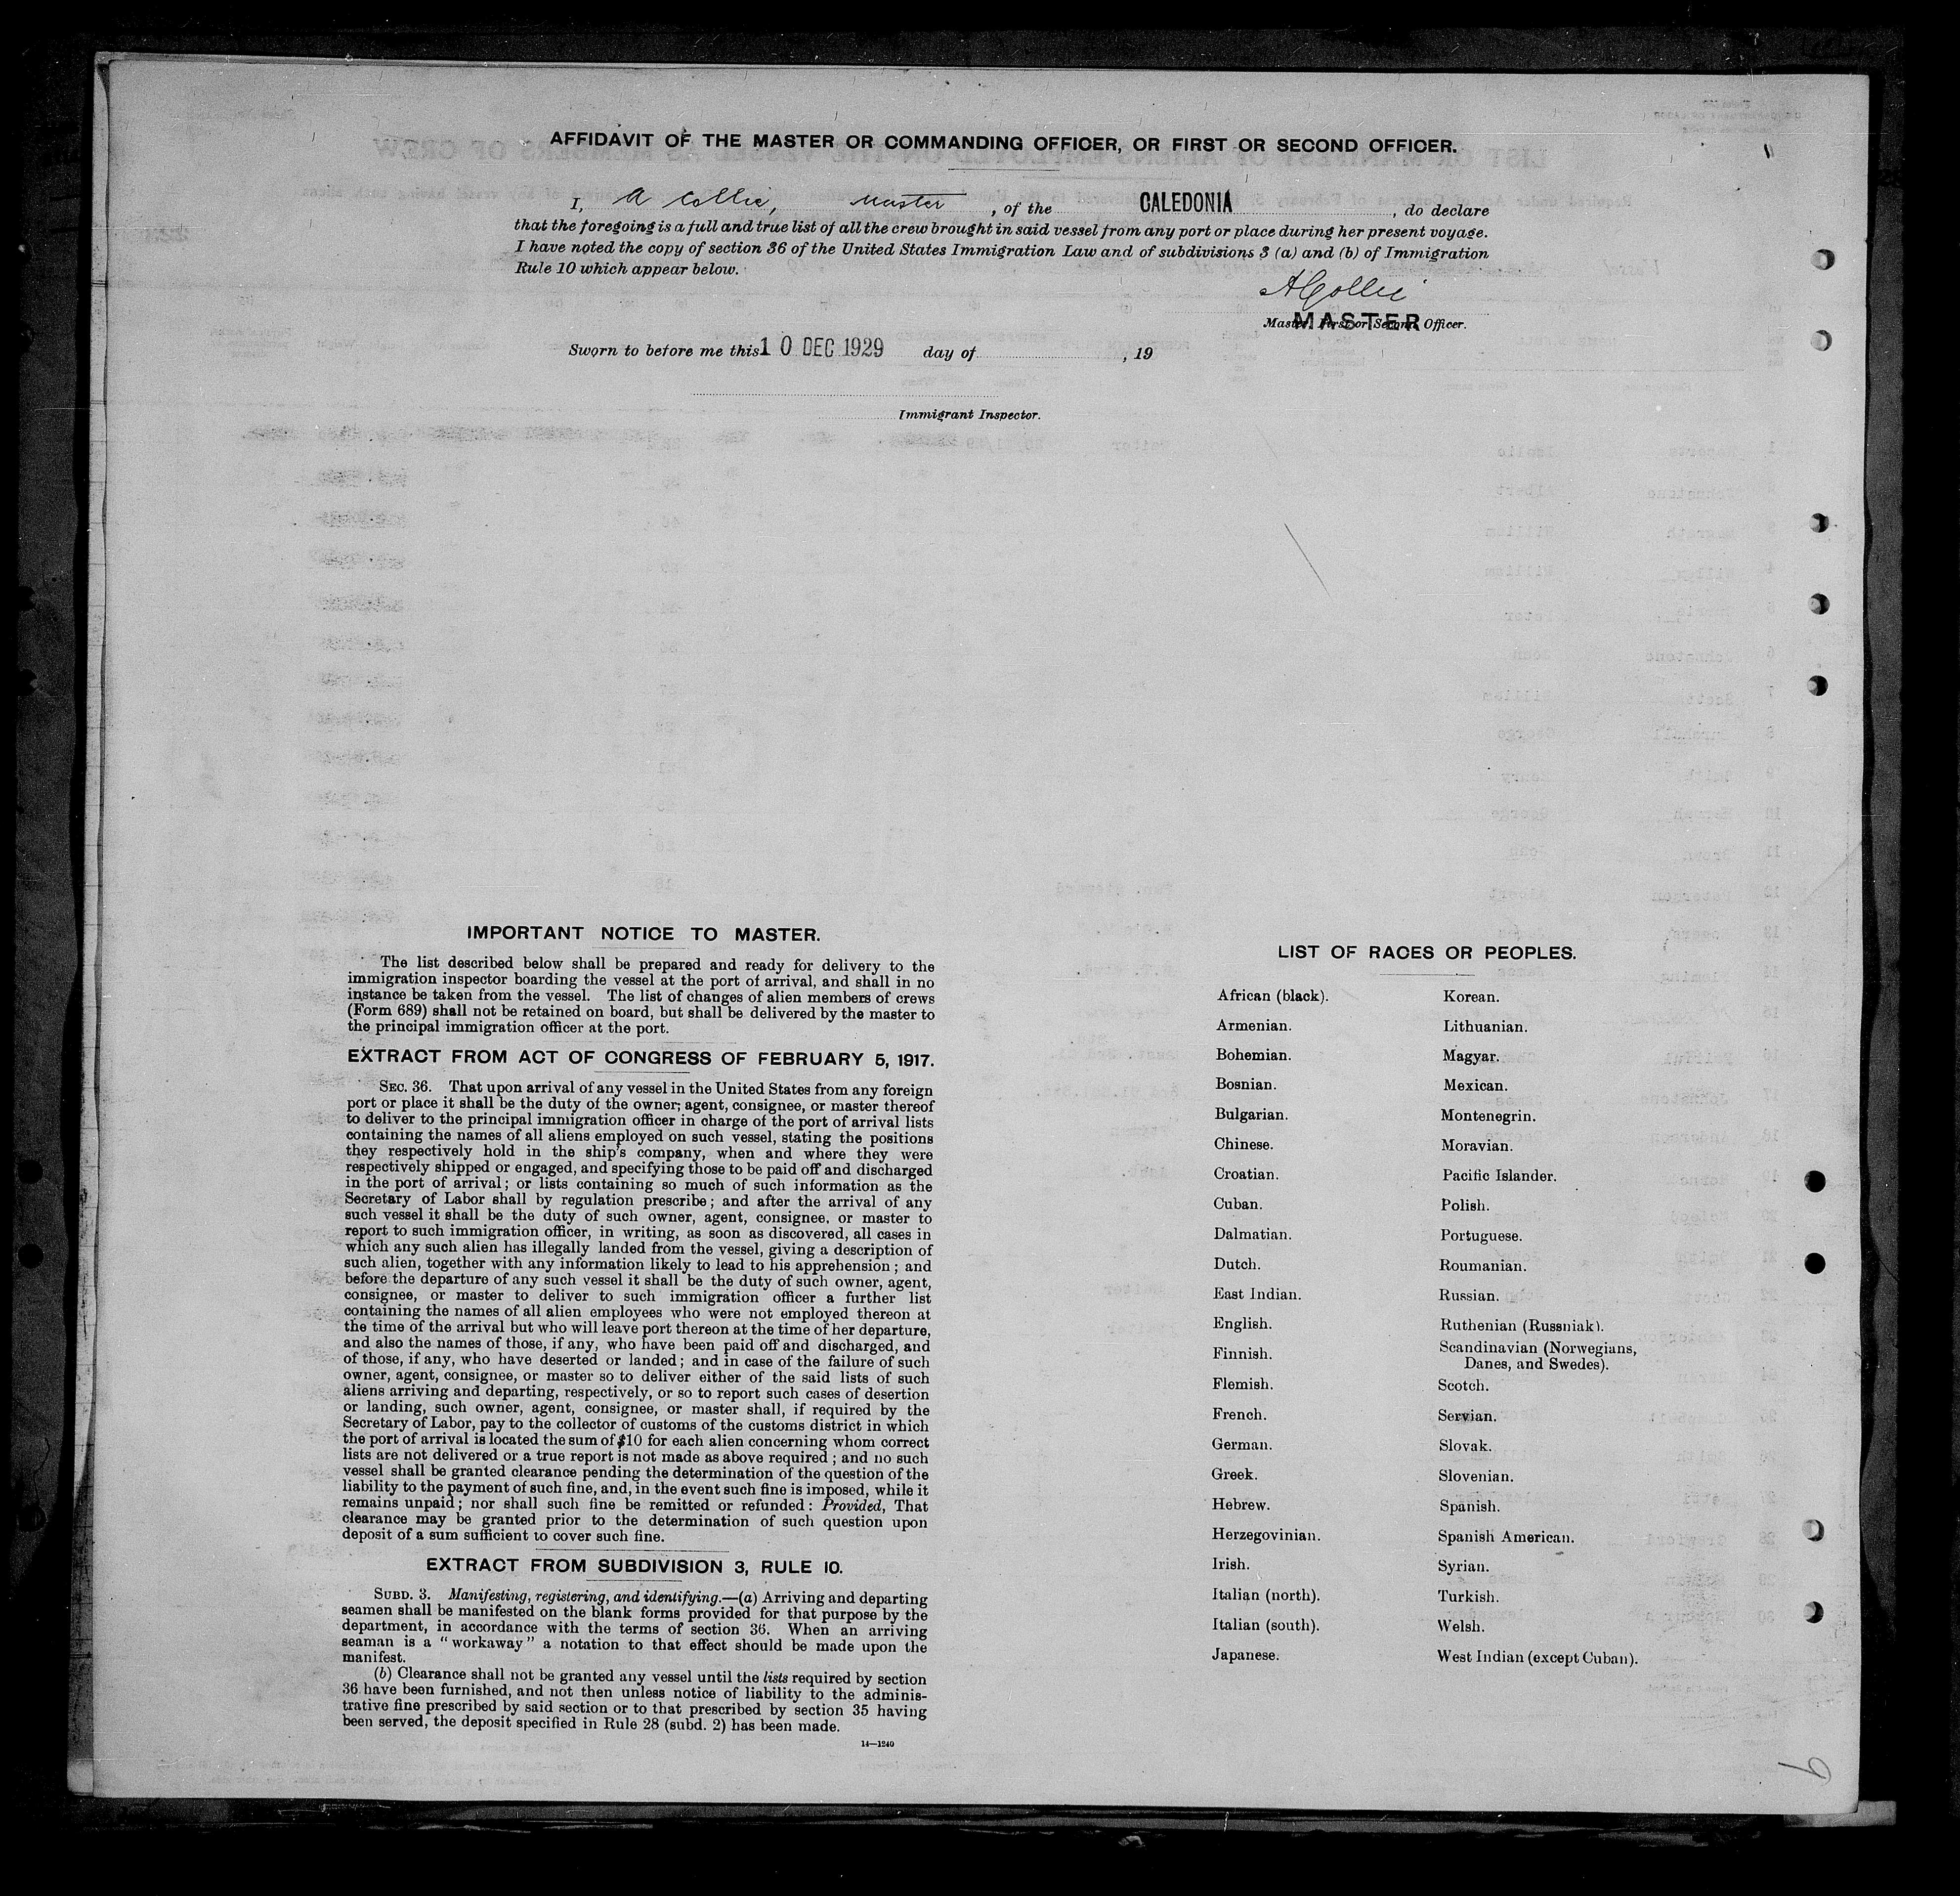 AFFIDAVIT OF THE MASTER OR COMMANDING OFFICER, OR FIRST OR SECOND OFFICER.
I, A Collie, Master, of the CALEDONIA, do declare
that the foregoing is a full and true list of all the crew brought in said vessel from any port or place during her present voyage.
I have noted the copy of section 36 of the United States Immigration Law and of subdivisions 3 (a) and (b) of Immigration
Rule 10 which appear below.
A Collie
Master, First or Second Officer.
MASTER
Sworn to before me this 10 DEC 1929 day of , 19
Immigrant Inspector.
IMPORTANT NOTICE TO MASTER.
The list described below shall be prepared and ready for delivery to the
immigration inspector boarding the vessel at the port of arrival, and shall in no
instance be taken from the vessel. The list of changes of alien members of crews
(Form 689) shall not be retained on board, but shall be delivered by the master to
the principal immigration officer at the port.
EXTRACT FROM ACT OF CONGRESS OF FEBRUARY 5, 1917.
SEC. 36. That upon arrival of any vessel in the United States from any foreign
port or place it shall be the duty of the owner, agent, consignee, or master thereof
to deliver to the principal immigration officer in charge of the port of arrival lists
containing the names of all aliens employed on such vessel, stating the positions
they respectively hold in the ship's company, when and where they were
respectively shipped or engaged, and specifying those to be paid off and discharged
in the port of arrival; or lists containing so much of such information as the
Secretary of Labor shall by regulation prescribe; and after the arrival of any
such vessel it shall be the duty of such owner, agent, consignee, or master to
report to such immigration officer, in writing, as soon as discovered, all cases in
which any such alien has illegally landed from the vessel, giving a description of
such alien, together with any information likely to lead to his apprehension; and
before the departure of any such vessel it shall be the duty of such owner, agent,
consignee, or master to deliver to such immigration officer a further list
containing the names of all alien employees who were not employed thereon at
the time of the arrival but who will leave port thereon at the time of her departure,
and also the names of those, if any, who have been paid off and discharged, and
of those, if any, who have deserted or landed; and in case of the failure of such
owner, agent, consignee, or master so to deliver either of the said lists of such
aliens arriving and departing, respectively, or so to report such cases of desertion
or landing, such owner, agent, consignee, or master shall, if required by the
Secretary of Labor, pay to the collector of customs of the customs district in which
the port of arrival is located the sum of $10 for each alien concerning whom correct
lists are not delivered or a true report is not made as above required; and no such
vessel shall be granted clearance pending the determination of the question of the
liability to the payment of such fine, and, in the event such fine is imposed, while it
remains unpaid; nor shall such fine be remitted or refunded: Provided, That
clearance may be granted prior to the determination of such question upon
deposit of a sum sufficient to cover such fine.
EXTRACT FROM SUBDIVISION 3, RULE 10.
SUBD. 3. Manifesting, registering, and identifying.—(a) Arriving and departing
seamen shall be manifested on the blank forms provided for that purpose by the
department, in accordance with the terms of section 36. When an arriving
seaman is a "workaway" a notation to that effect should be made upon the
manifest.
(b) Clearance shall not be granted any vessel until the lists required by section
36 have been furnished, and not then unless notice of liability to the adminis-
trative fine prescribed by said section or to that prescribed by section 35 having
been served, the deposit specified in Rule 28 (subd. 2) has been made.
14—1240
LIST OF RACES OR PEOPLES.
African (black).
Armenian.
Bohemian.
Bosnian.
Bulgarian.
Chinese.
Croatian.
Cuban.
Dalmatian.
Dutch.
East Indian.
English.
Finnish.
Flemish.
French.
German.
Greek.
Hebrew.
Herzegovinian.
Irish.
Italian (north).
Italian (south).
Japanese.
Korean.
Lithuanian.
Magyar.
Mexican.
Montenegrin.
Moravian.
Pacific Islander.
Polish.
Portuguese.
Roumanian.
Russian.
Ruthenian (Russniak).
Scandinavian (Norwegians,
Danes, and Swedes).
Scotch.
Servian.
Slovak.
Slovenian.
Spanish.
Spanish American.
Syrian.
Turkish.
Welsh.
West Indian (except Cuban).